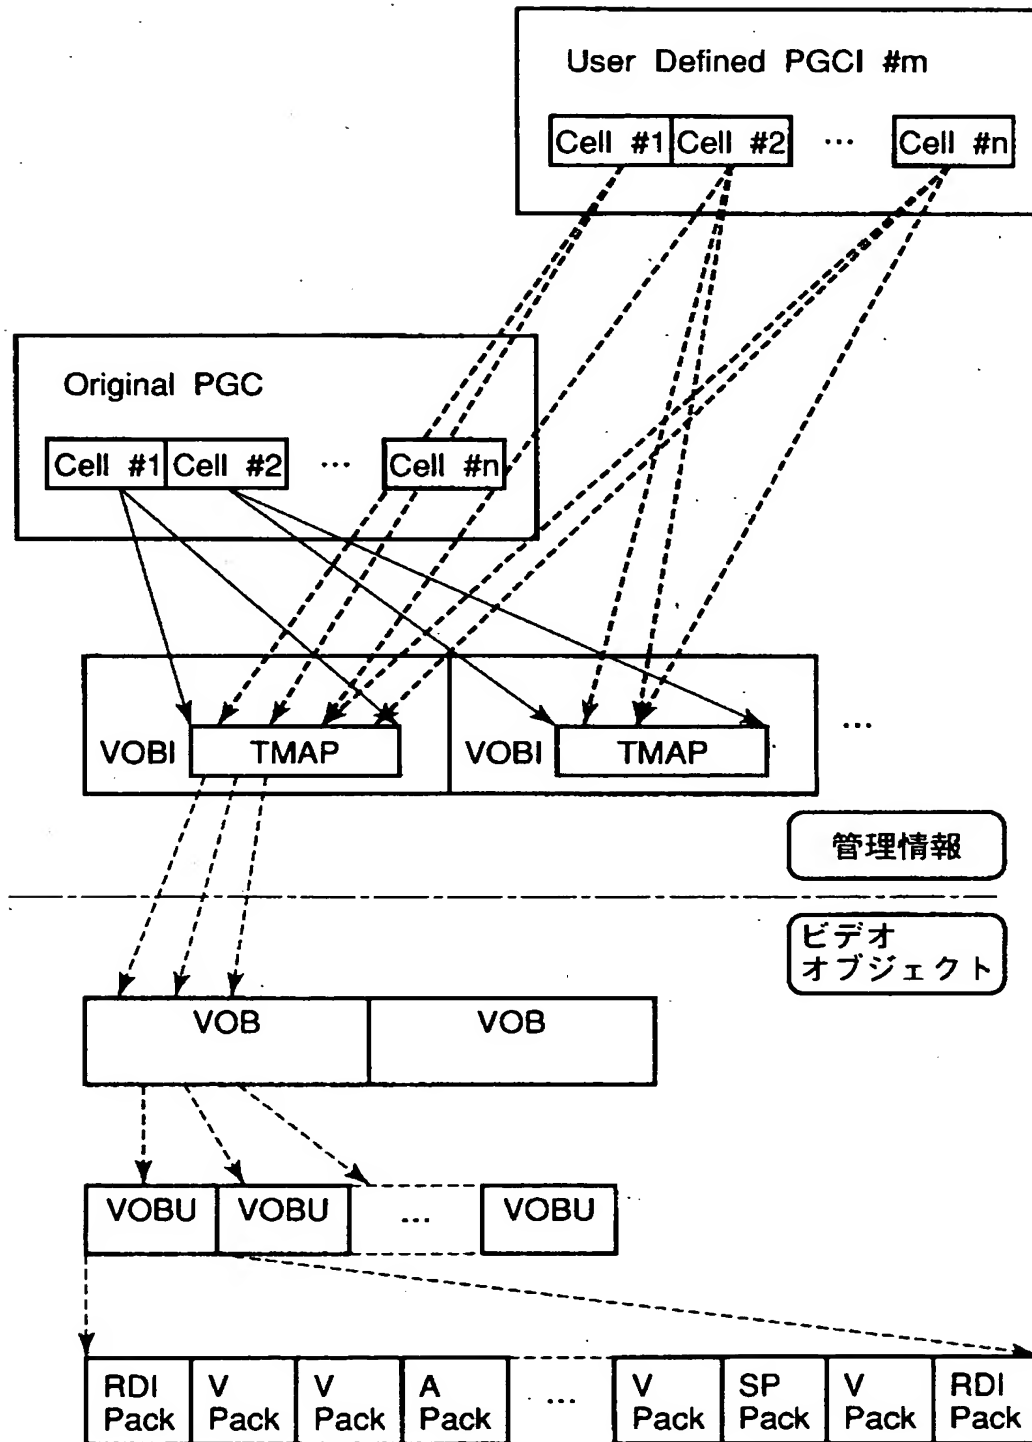 User Defined PGCI #m
Cell #1 Cell #2 ... Cell #n
Original PGC
Cell #1 Cell #2 ... Cell #n
VOBI TMAP VOBI TMAP ...
管理情報
ビデオ
オブジェクト
VOB VOB
VOBU VOBU ... VOBU
RDI V V A ... V SP V RDI
Pack Pack Pack Pack Pack Pack Pack Pack